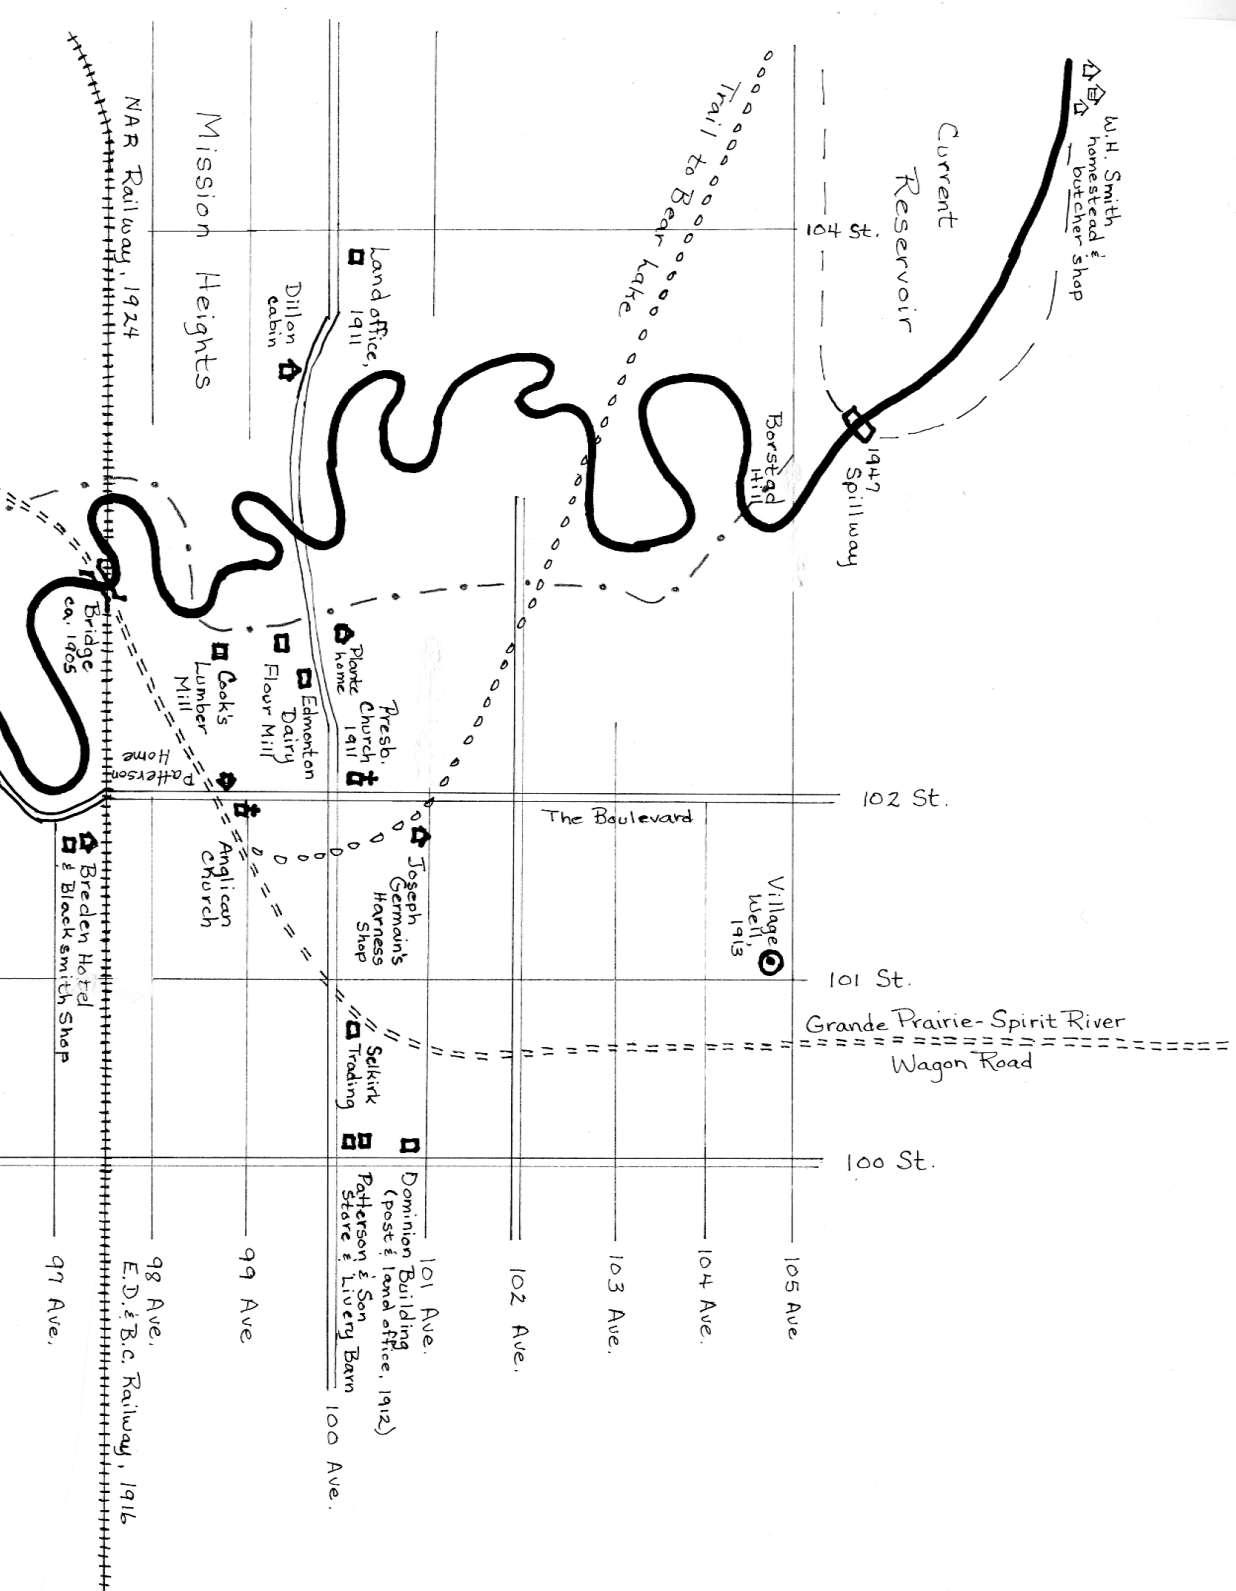 W.H. Smith
homestead &
butcher shop
Current
Reservoir
Trail to Bear Lake
104 St.
NAR Railway, 1924
Mission Heights
Land office,
1911
Dillon
cabin
Borstad
Hill
1947
Spillway
Bridge
ca. 1905
Cook's
Lumber
Mill
Flour Mill
Edmonton
Dairy
Plante
home
Presb.
Church
1911
Patterson
Home
102 St.
The Boulevard
Anglican
Church
Joseph
Germain's
Harness
Shop
Village
Well,
1913
Breden Hotel
& Blacksmith Shop
101 St.
Grande Prairie-Spirit River
Wagon Road
Selkirk
Trading
100 St.
Dominion Building
(post & land office, 1912)
Patterson & Son
Store & Livery Barn
97 Ave.
98 Ave.
99 Ave
100 Ave.
101 Ave.
102 Ave.
103 Ave.
104 Ave.
105 Ave
E.D. & B.C. Railway, 1916